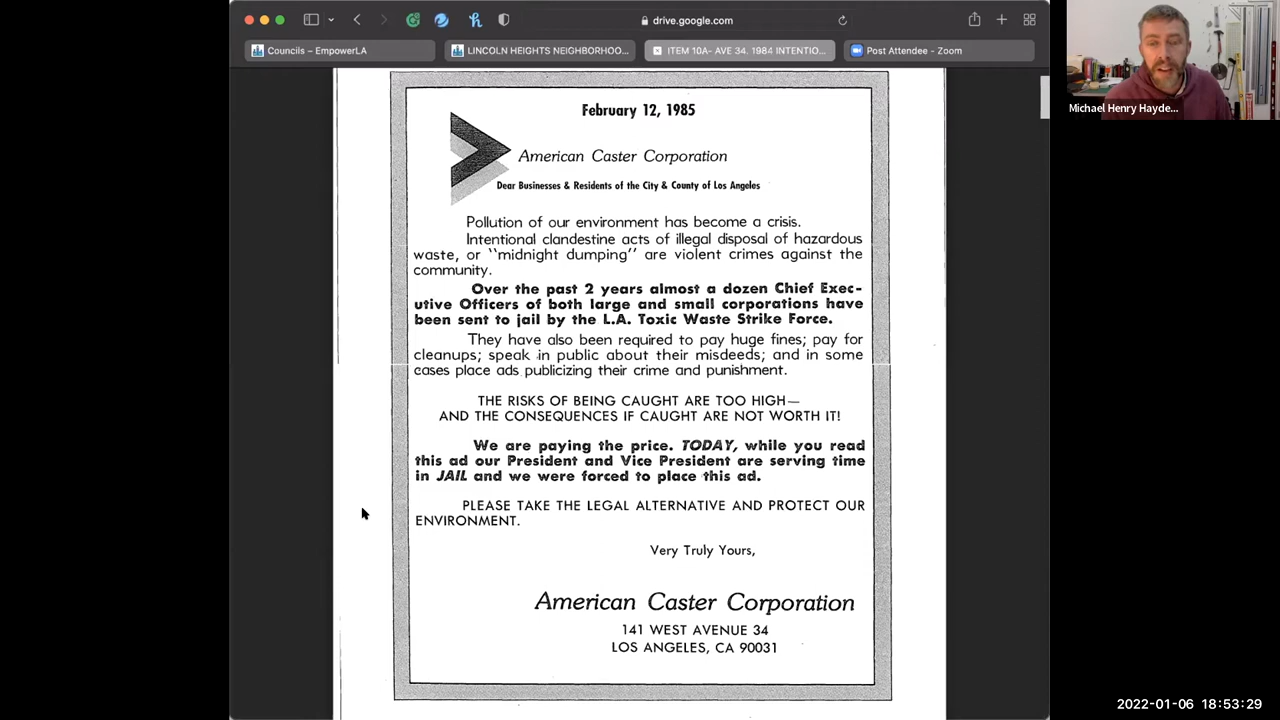 drive.google.com
Councils – EmpowerLA
LINCOLN HEIGHTS NEIGHBORHOO...
ITEM 10A- AVE 34. 1984 INTENTIO...
Post Attendee - Zoom
Michael Henry Hayde...
February 12, 1985
American Caster Corporation
Dear Businesses & Residents of the City & County of Los Angeles
Pollution of our environment has become a crisis.
Intentional clandestine acts of illegal disposal of hazardous
waste, or "midnight dumping" are violent crimes against the
community.
Over the past 2 years almost a dozen Chief Exec-
utive Officers of both large and small corporations have
been sent to jail by the L.A. Toxic Waste Strike Force.
They have also been required to pay huge fines; pay for
cleanups; speak in public about their misdeeds; and in some
cases place ads publicizing their crime and punishment.
THE RISKS OF BEING CAUGHT ARE TOO HIGH—
AND THE CONSEQUENCES IF CAUGHT ARE NOT WORTH IT!
We are paying the price. TODAY, while you read
this ad our President and Vice President are serving time
in JAIL and we were forced to place this ad.
PLEASE TAKE THE LEGAL ALTERNATIVE AND PROTECT OUR
ENVIRONMENT.
Very Truly Yours,
American Caster Corporation
141 WEST AVENUE 34
LOS ANGELES, CA 90031
2022-01-06 18:53:29